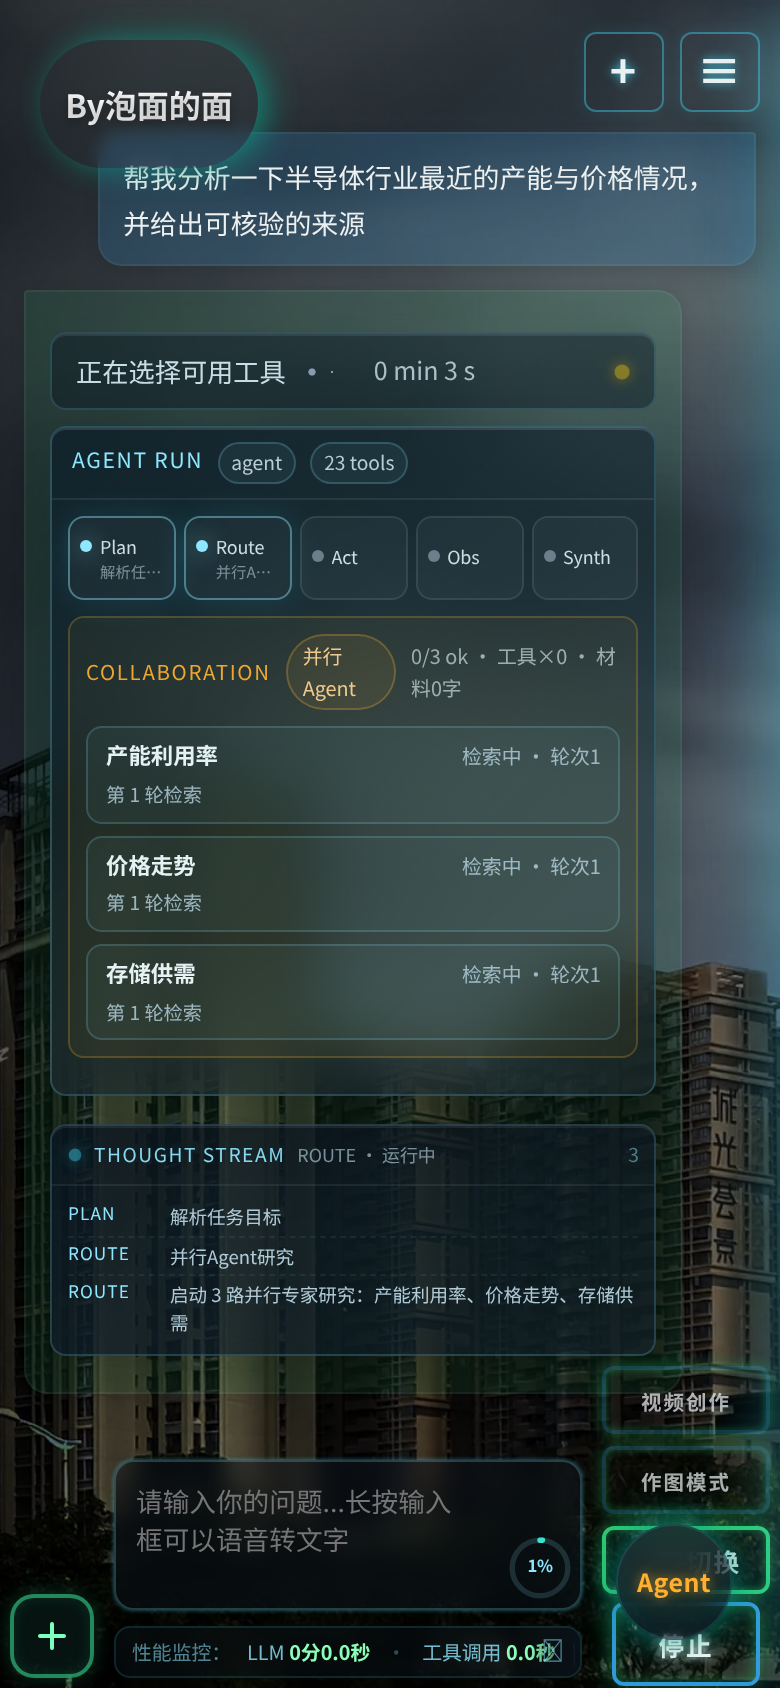 By泡面的面
帮我分析一下半导体行业最近的产能与价格情况，
并给出可核验的来源
正在选择可用工具 0 min 3 s
AGENT RUN agent 23 tools
Plan
解析任…
Route
并行A…
Act
Obs
Synth
COLLABORATION
并行
Agent
0/3 ok · 工具×0 · 材
料0字
产能利用率 检索中 · 轮次1
第 1 轮检索
价格走势 检索中 · 轮次1
第 1 轮检索
存储供需 检索中 · 轮次1
第 1 轮检索
THOUGHT STREAM ROUTE · 运行中 3
PLAN 解析任务目标
ROUTE 并行Agent研究
ROUTE 启动 3 路并行专家研究：产能利用率、价格走势、存储供
需
城光荟景
视频创作
作图模式
请输入你的问题...长按输入
框可以语音转文字
1%
换
Agent
停止
性能监控： LLM 0分0.0秒 · 工具调用 0.0秒